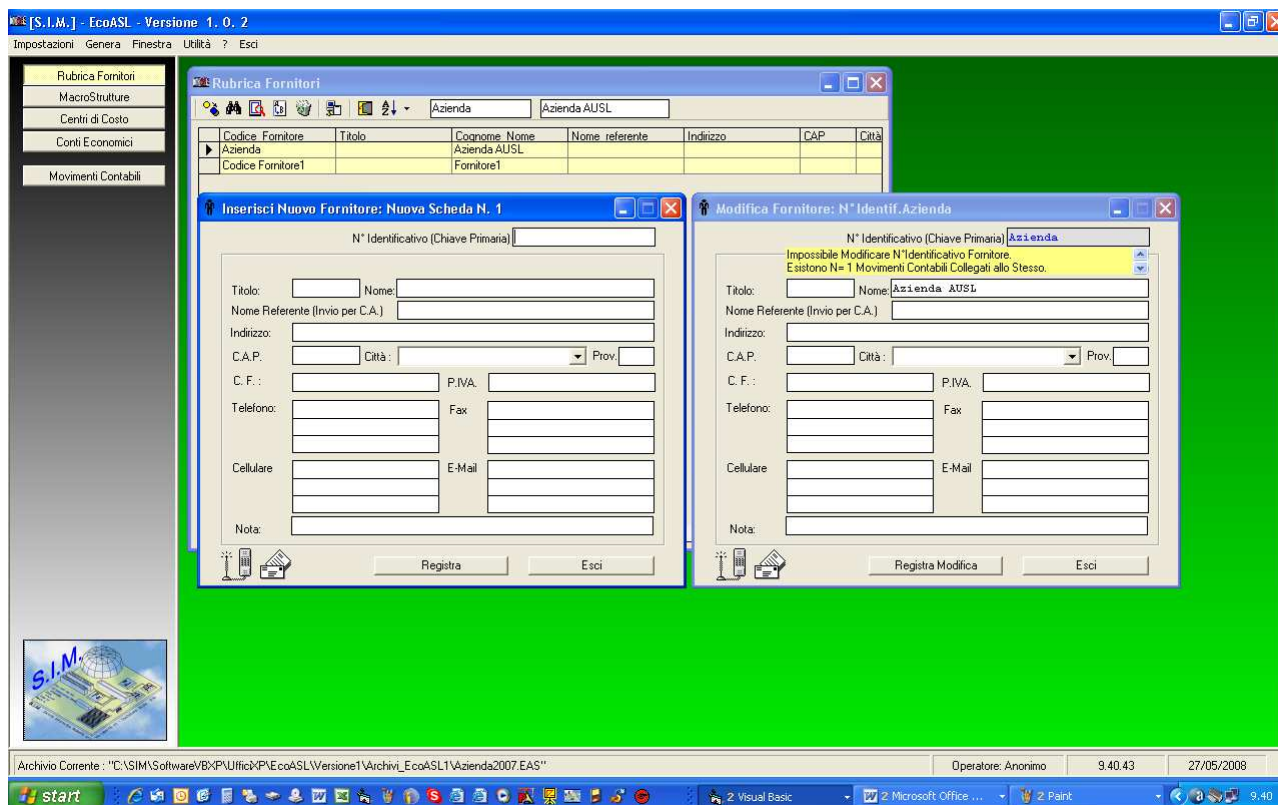 [S.I.M.] - EcoASL - Versione 1. 0. 2
Impostazioni Genera Finestra Utilità ? Esci
Rubrica Fornitori
MacroStrutture
Centri di Costo
Conti Economici
Movimenti Contabili
Rubrica Fornitori
Azienda Azienda AUSL
Codice Fornitore Titolo Cognome Nome Nome referente Indirizzo CAP Città
Azienda Azienda AUSL
Codice Fornitore1 Fornitore1
Inserisci Nuovo Fornitore: Nuova Scheda N. 1
N° Identificativo (Chiave Primaria)
Titolo: Nome:
Nome Referente (Invio per C.A.)
Indirizzo:
C.A.P. Città : Prov.
C. F. : P.IVA.
Telefono: Fax
Cellulare E-Mail
Nota:
Registra Esci
Modifica Fornitore: N°Identif.Azienda
N° Identificativo (Chiave Primaria) Azienda
Impossibile Modificare N°Identificativo Fornitore.
Esistono N= 1 Movimenti Contabili Collegati allo Stesso.
Titolo: Nome: Azienda AUSL
Nome Referente (Invio per C.A.)
Indirizzo:
C.A.P. Città : Prov.
C. F. : P.IVA.
Telefono: Fax
Cellulare E-Mail
Nota:
Registra Modifica Esci
S.I.M.
Archivio Corrente : "C:\SIM\SoftwareVBXP\UfficiXP\EcoASL\Versione1\Archivi_EcoASL1\Azienda2007.EAS" Operatore: Anonimo 9.40.43 27/05/2008
start 2 Visual Basic 2 Microsoft Office ... 2 Paint 9.40